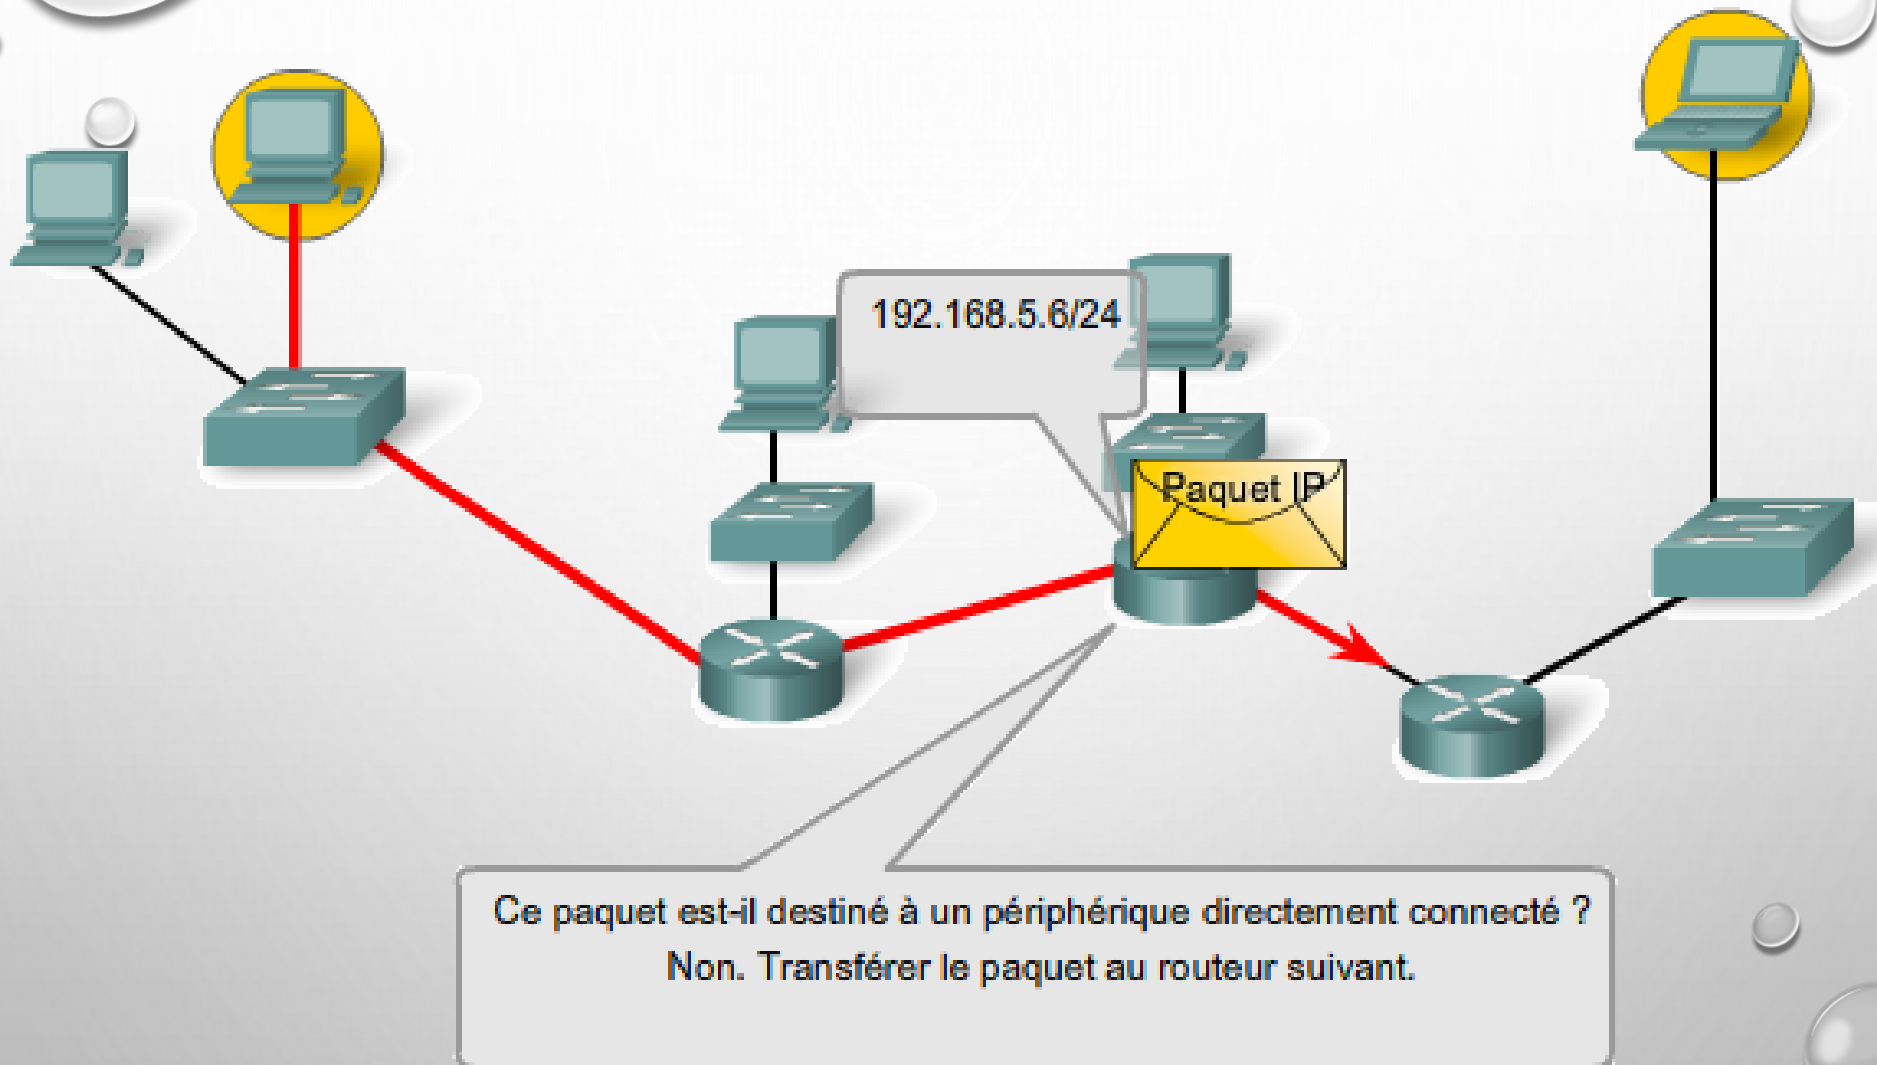 192.168.5.6/24
Paquet IP
Ce paquet est-il destiné à un périphérique directement connecté ?
Non. Transférer le paquet au routeur suivant.